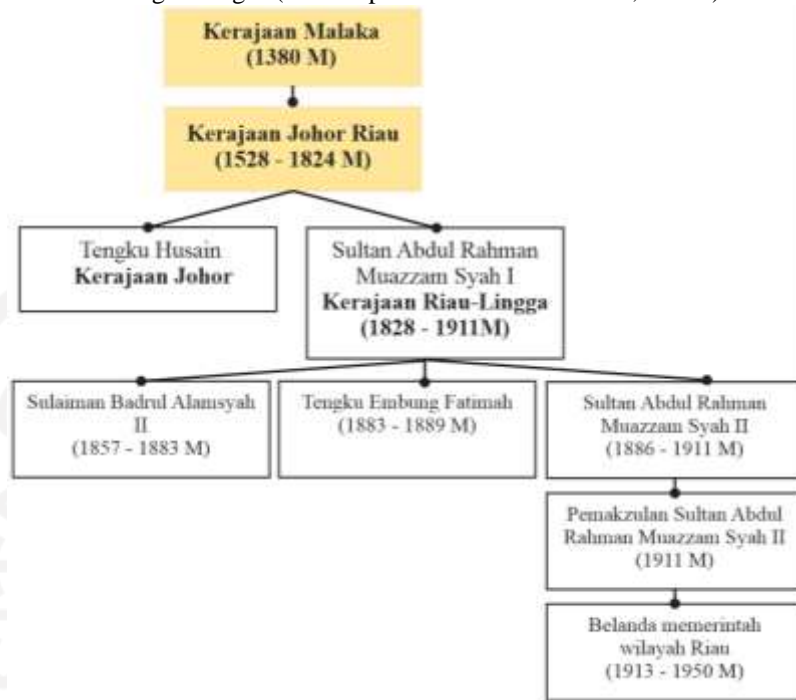 Kerajaan Malaka
(1380 M)
Kerajaan Johor Riau
(1528 - 1824 M)
Tengku Husain
Kerajaan Johor
Sultan Abdul Rahman
Muazzam Syah I
Kerajaan Riau-Lingga
(1828 - 1911M)
Sulaiman Badrul Alamsyah
II
(1857 - 1883 M)
Tengku Embung Fatimah
(1883 - 1889 M)
Sultan Abdul Rahman
Muazzam Syah II
(1886 - 1911 M)
Pemakzulan Sultan Abdul
Rahman Muazzam Syah II
(1911 M)
Belanda memerintah
wilayah Riau
(1913 - 1950 M)